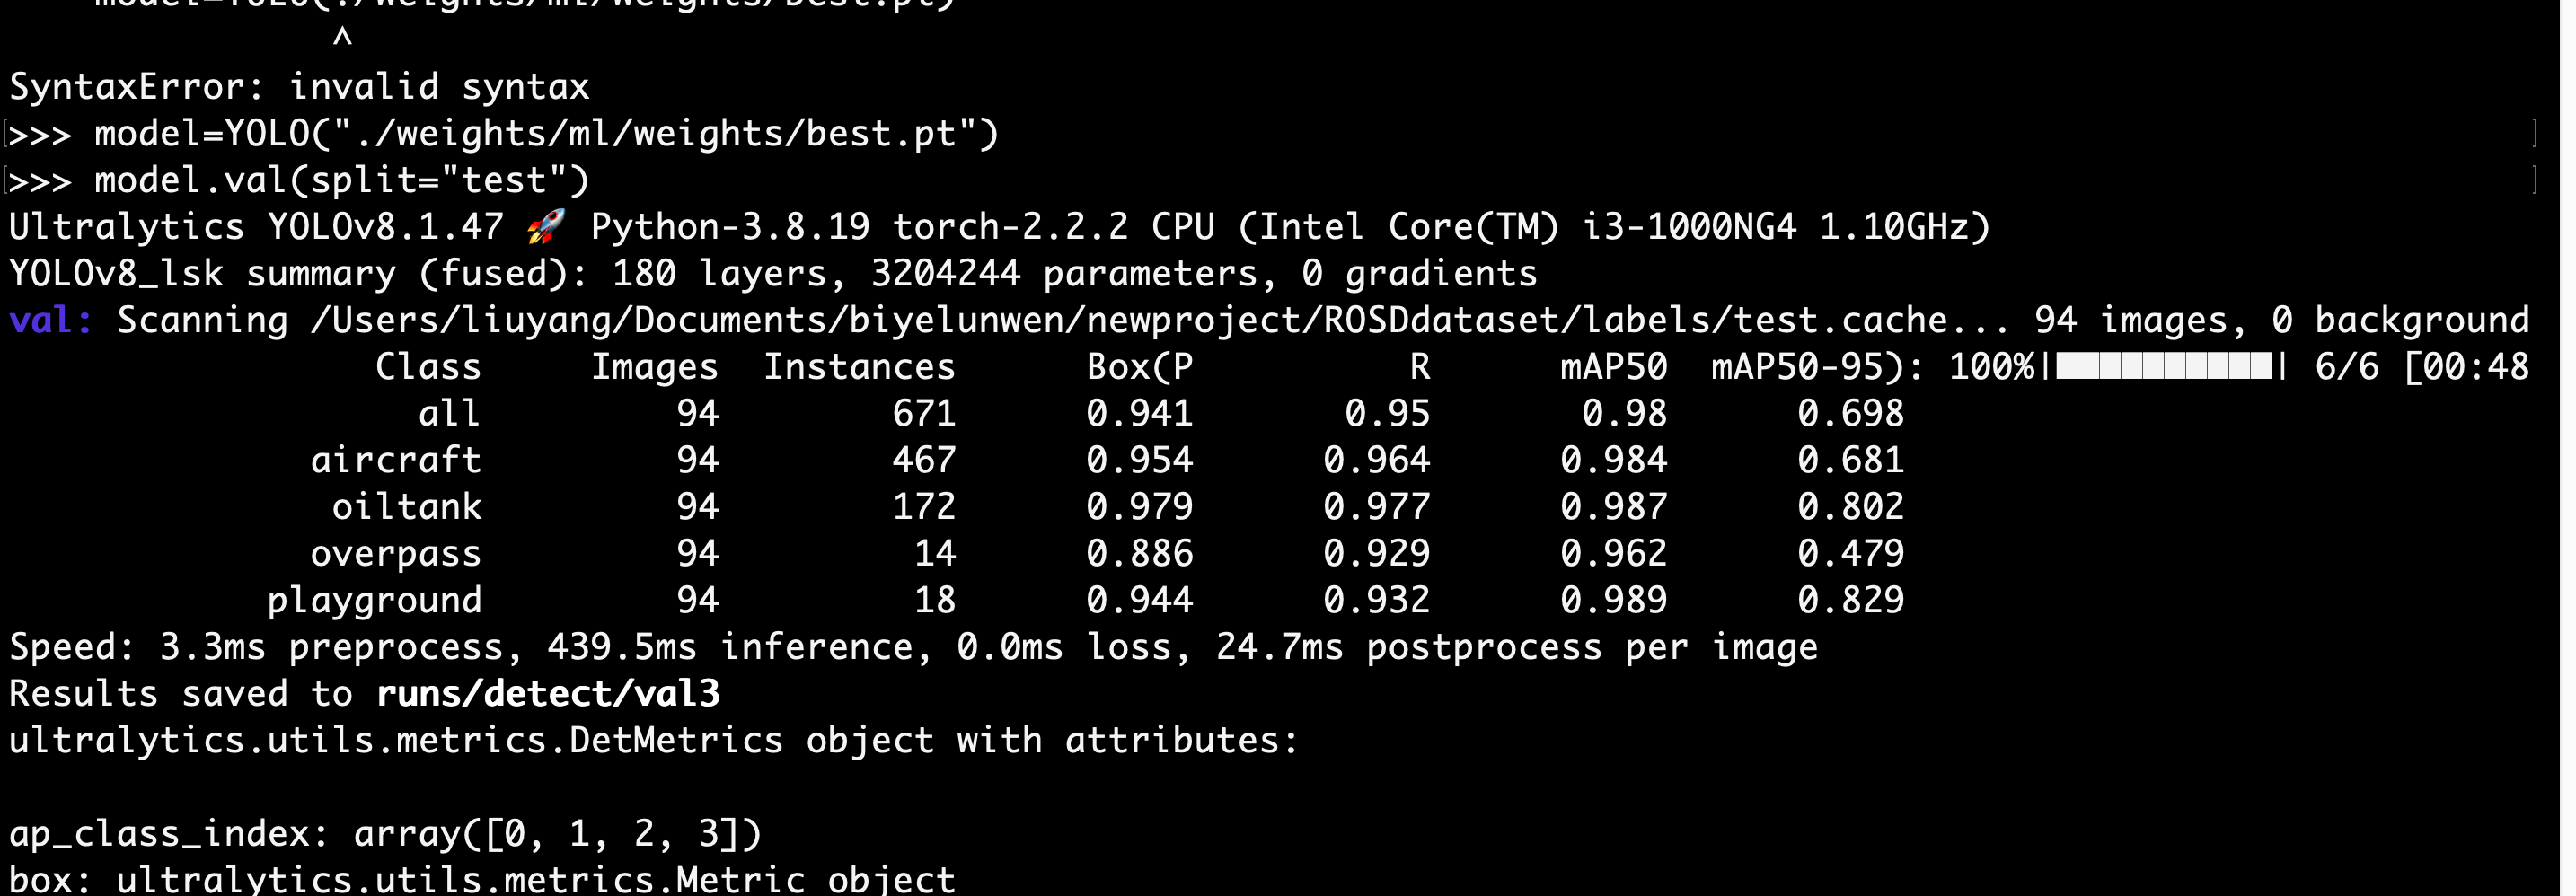 model=YOLO(./weights/ml/weights/best.pt)
^
SyntaxError: invalid syntax
>>> model=YOLO("./weights/ml/weights/best.pt")
>>> model.val(split="test")
Ultralytics YOLOv8.1.47 🚀 Python-3.8.19 torch-2.2.2 CPU (Intel Core(TM) i3-1000NG4 1.10GHz)
YOLOv8_lsk summary (fused): 180 layers, 3204244 parameters, 0 gradients
val: Scanning /Users/liuyang/Documents/biyelunwen/newproject/ROSDdataset/labels/test.cache... 94 images, 0 background
Class Images Instances Box(P R mAP50 mAP50-95): 100%|██████████| 6/6 [00:48
all 94 671 0.941 0.95 0.98 0.698
aircraft 94 467 0.954 0.964 0.984 0.681
oiltank 94 172 0.979 0.977 0.987 0.802
overpass 94 14 0.886 0.929 0.962 0.479
playground 94 18 0.944 0.932 0.989 0.829
Speed: 3.3ms preprocess, 439.5ms inference, 0.0ms loss, 24.7ms postprocess per image
Results saved to runs/detect/val3
ultralytics.utils.metrics.DetMetrics object with attributes:
ap_class_index: array([0, 1, 2, 3])
box: ultralytics.utils.metrics.Metric object